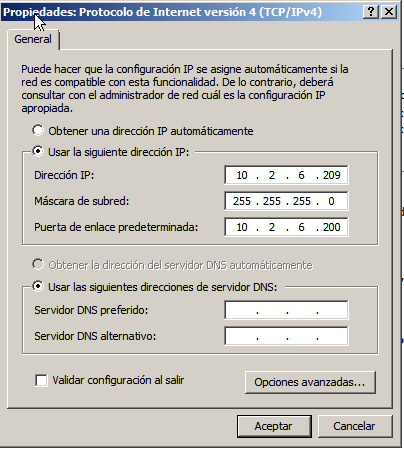 Propiedades: Protocolo de Internet versión 4 (TCP/IPv4)
General
Puede hacer que la configuración IP se asigne automáticamente si la
red es compatible con esta funcionalidad. De lo contrario, deberá
consultar con el administrador de red cuál es la configuración IP
apropiada.
Obtener una dirección IP automáticamente
Usar la siguiente dirección IP:
Dirección IP: 10 . 2 . 6 . 209
Máscara de subred: 255 . 255 . 255 . 0
Puerta de enlace predeterminada: 10 . 2 . 6 . 200
Obtener la dirección del servidor DNS automáticamente
Usar las siguientes direcciones de servidor DNS:
Servidor DNS preferido: . . .
Servidor DNS alternativo: . . .
Validar configuración al salir
Opciones avanzadas...
Aceptar Cancelar